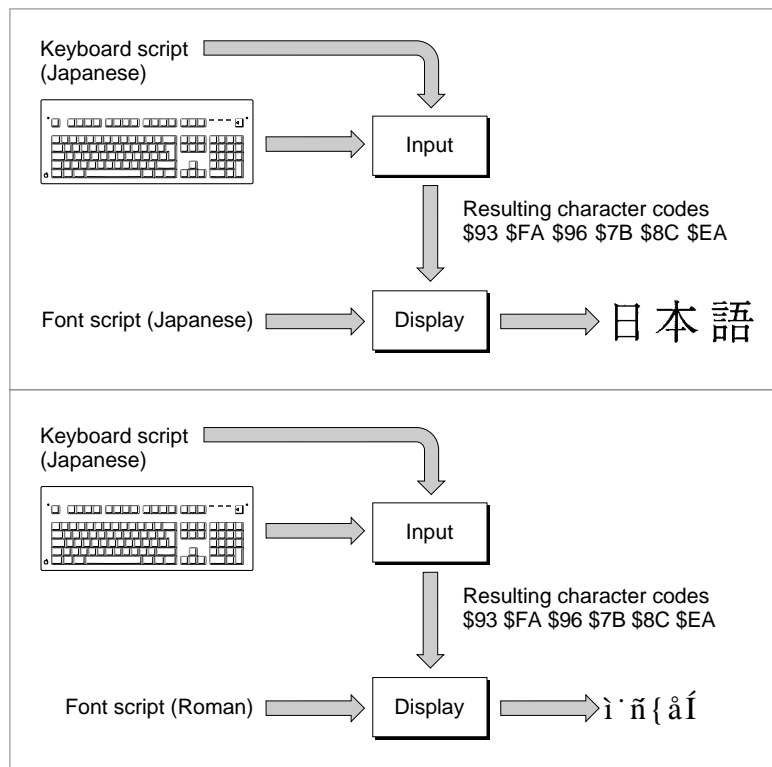 Keyboard script
(Japanese)
Input
Resulting character codes
$93 $FA $96 $7B $8C $EA
Font script (Japanese)
Display
日本語
Keyboard script
(Japanese)
Input
Resulting character codes
$93 $FA $96 $7B $8C $EA
Font script (Roman)
Display
ì˙ñ{åÍ